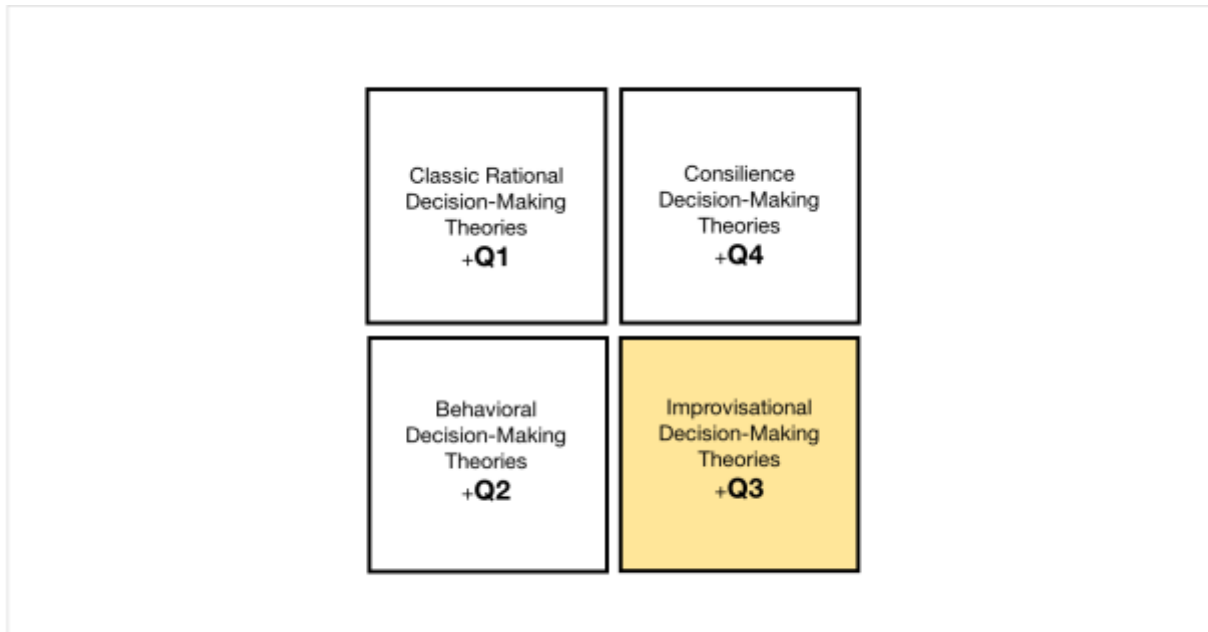 Classic Rational
Decision-Making
Theories
+Q1
Consilience
Decision-Making
Theories
+Q4
Behavioral
Decision-Making
Theories
+Q2
Improvisational
Decision-Making
Theories
+Q3